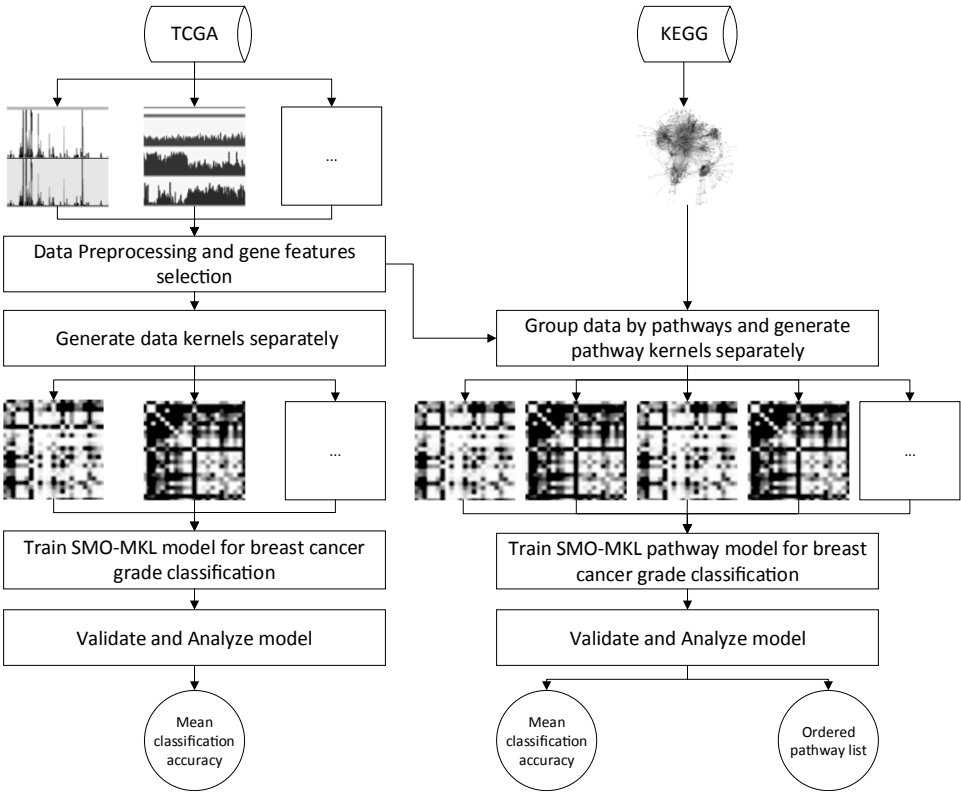 TCGA
KEGG
...
Data Preprocessing and gene features
selection
Generate data kernels separately
Group data by pathways and generate
pathway kernels separately
...
...
Train SMO-MKL model for breast cancer
grade classification
Train SMO-MKL pathway model for breast
cancer grade classification
Validate and Analyze model
Validate and Analyze model
Mean
classification
accuracy
Mean
classification
accuracy
Ordered
pathway list